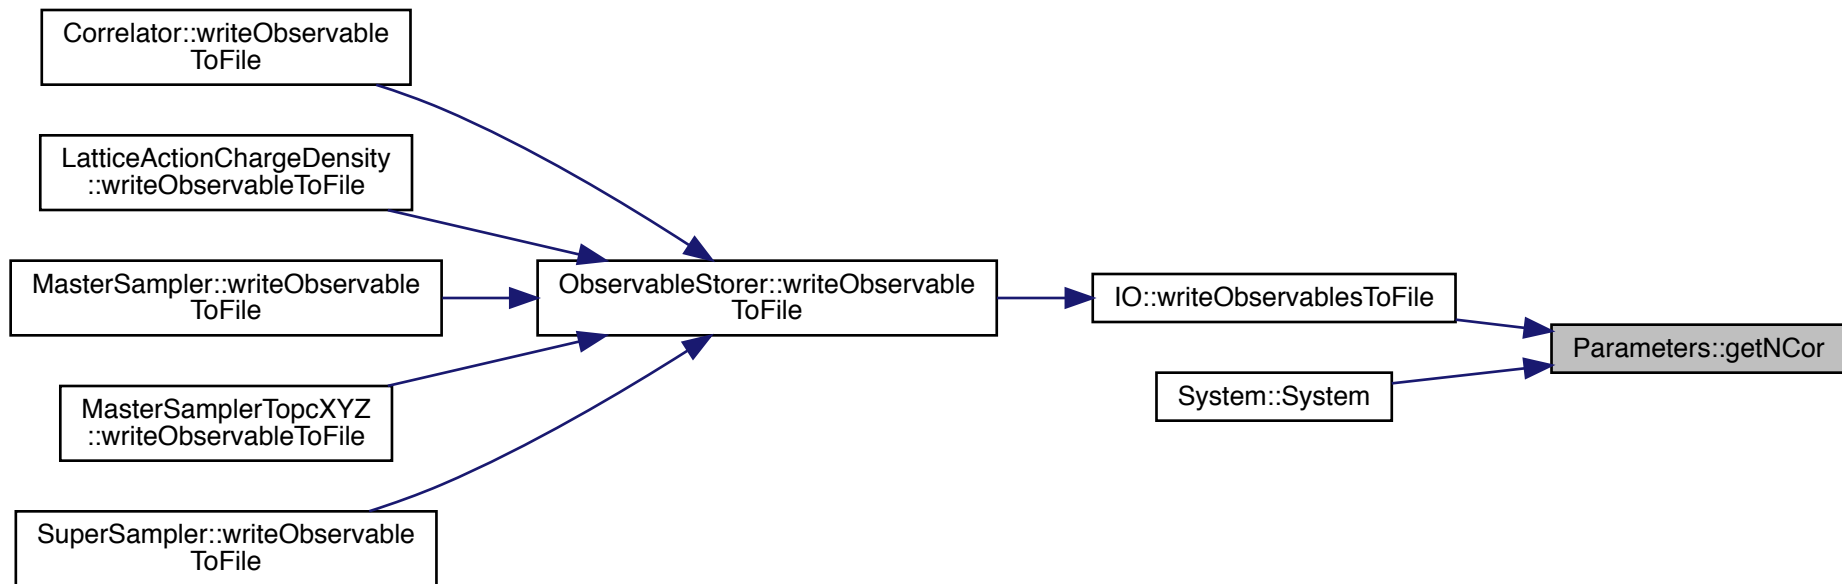 Correlator::writeObservable
ToFile
LatticeActionChargeDensity
::writeObservableToFile
MasterSampler::writeObservable
ToFile
MasterSamplerTopcXYZ
::writeObservableToFile
SuperSampler::writeObservable
ToFile
ObservableStorer::writeObservable
ToFile
IO::writeObservablesToFile
System::System
Parameters::getNCor